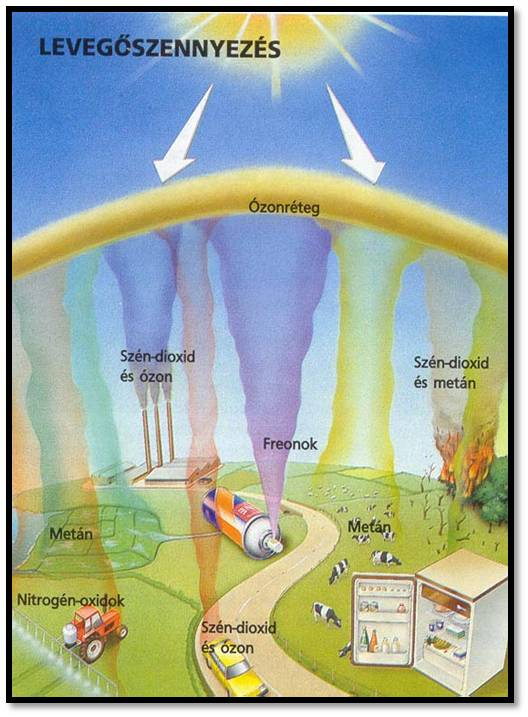 LEVEGŐSZENNYEZÉS
Ózonréteg
Szén-dioxid
és ózon
Szén-dioxid
és metán
Freonok
Metán
Metán
Nitrogén-oxidok
Szén-dioxid
és ózon